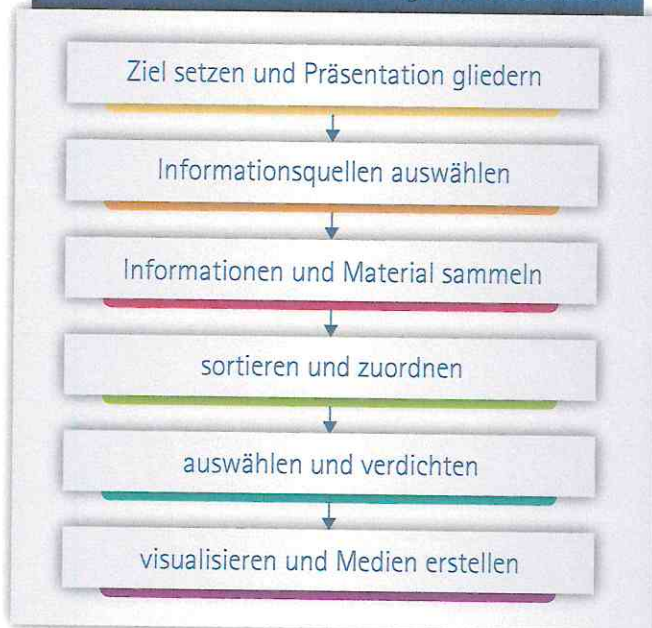 Ziel setzen und Präsentation gliedern
Informationsquellen auswählen
Informationen und Material sammeln
sortieren und zuordnen
auswählen und verdichten
visualisieren und Medien erstellen